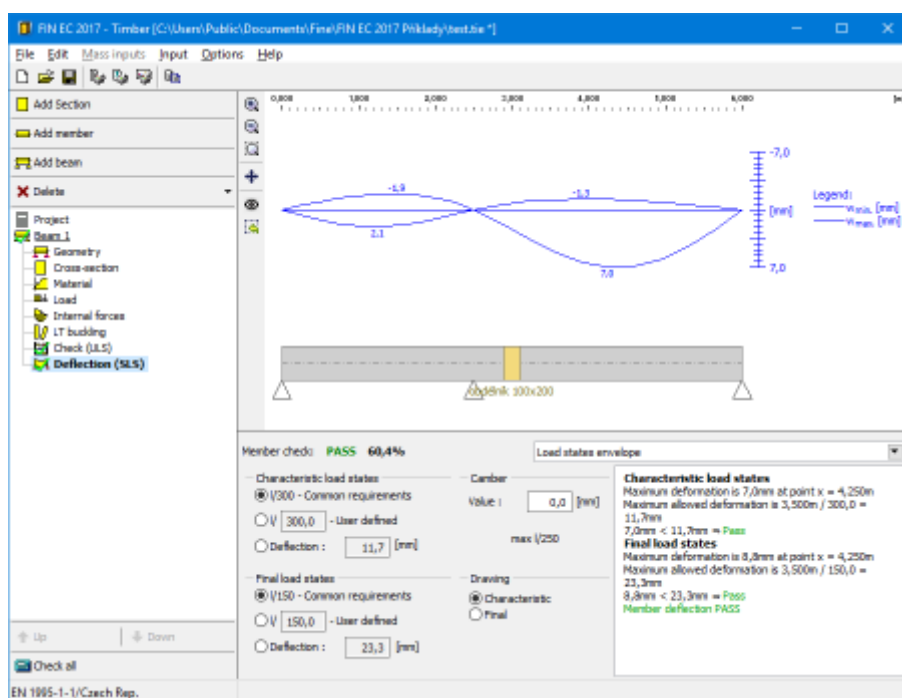 FIN EC 2017 - Timber [C:\Users\Public\Documents\Fine\FIN EC 2017 Příklady\test.tie *]
File Edit Mass inputs Input Options Help
Add Section
Add member
Add beam
Delete
Project
Beam 1
Geometry
Cross-section
Material
Load
Internal forces
LT buckling
Check (ULS)
Deflection (SLS)
Up
Down
Check all
EN 1995-1-1/Czech Rep.
0,000 1,000 2,000 3,000 4,000 5,000 6,000
-7,0
-1,9
-1,3
Legend:
[mm]
wmin, [mm]
wmax, [mm]
2,1
7,0
7,0
obdélník 100x200
Member check: PASS 60,4%
Load states envelope
Characteristic load states
l/300 - Common requirements
l/ 300,0 - User defined
Deflection : 11,7 [mm]
Final load states
l/150 - Common requirements
l/ 150,0 - User defined
Deflection : 23,3 [mm]
Camber
Value : 0,0 [mm]
max l/250
Drawing
Characteristic
Final
Characteristic load states
Maximum deformation is 7,0mm at point x = 4,250m
Maximum allowed deformation is 3,500m / 300,0 =
11,7mm
7,0mm < 11,7mm = Pass
Final load states
Maximum deformation is 8,8mm at point x = 4,250m
Maximum allowed deformation is 3,500m / 150,0 =
23,3mm
8,8mm < 23,3mm = Pass
Member deflection PASS